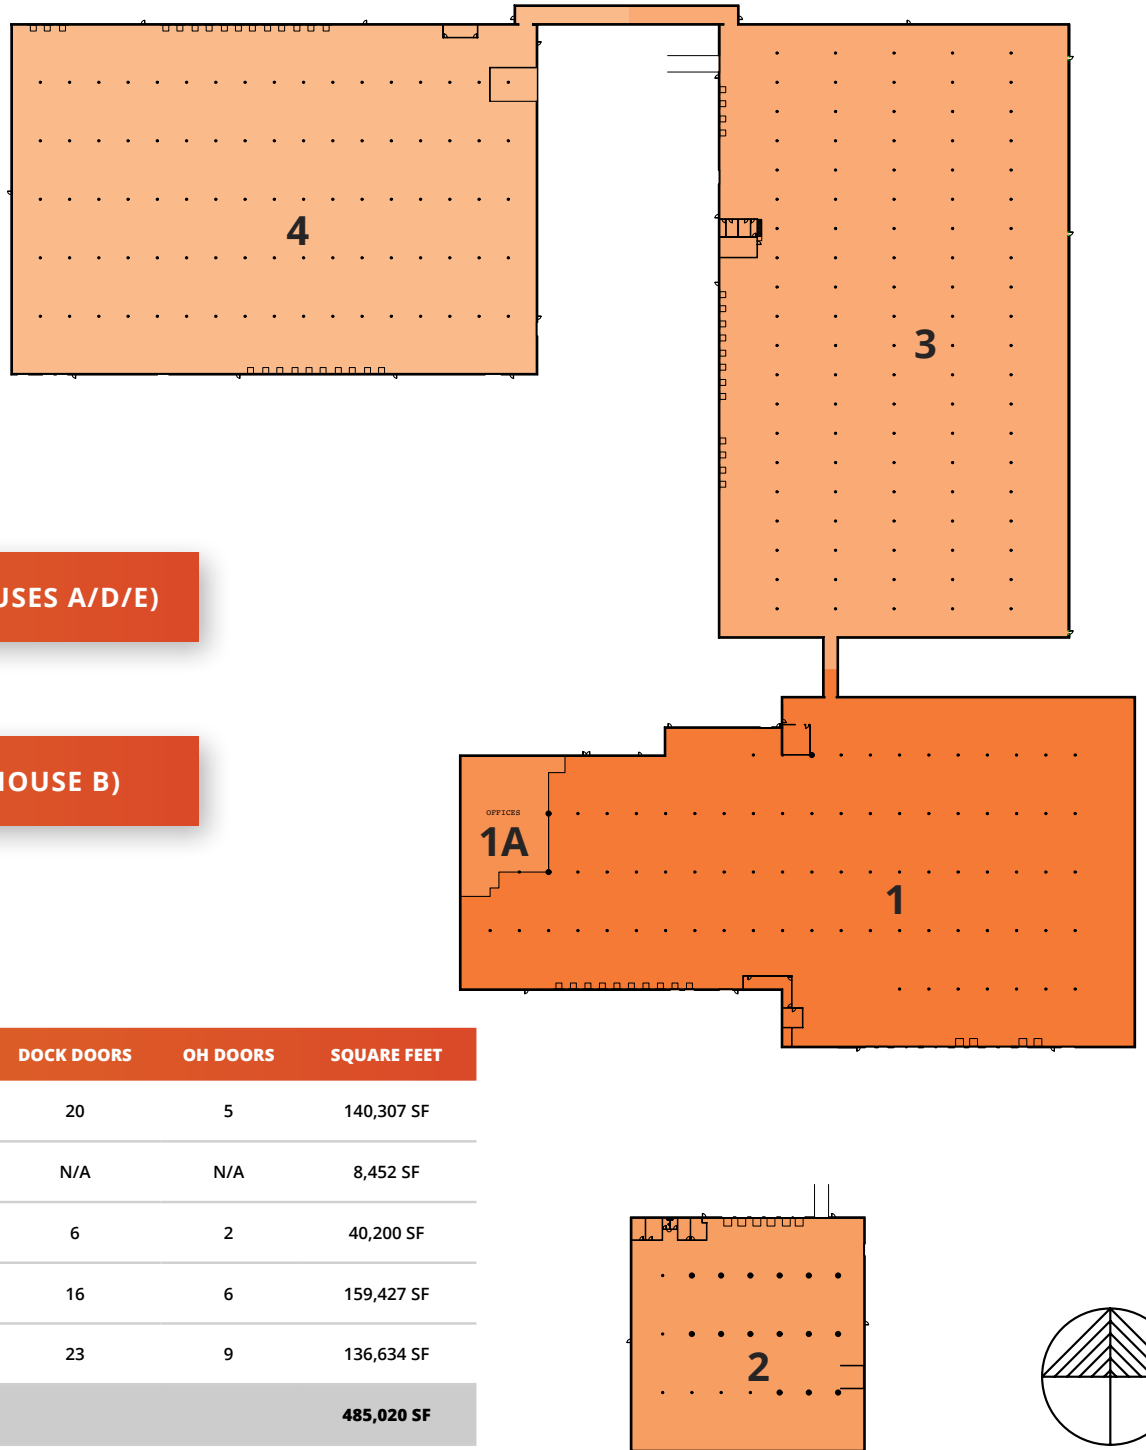 4
3
USES A/D/E)
HOUSE B)
OFFICES
1A
1
DOCK DOORS OH DOORS SQUARE FEET
20 5 140,307 SF
N/A N/A 8,452 SF
6 2 40,200 SF
16 6 159,427 SF
23 9 136,634 SF
485,020 SF
2